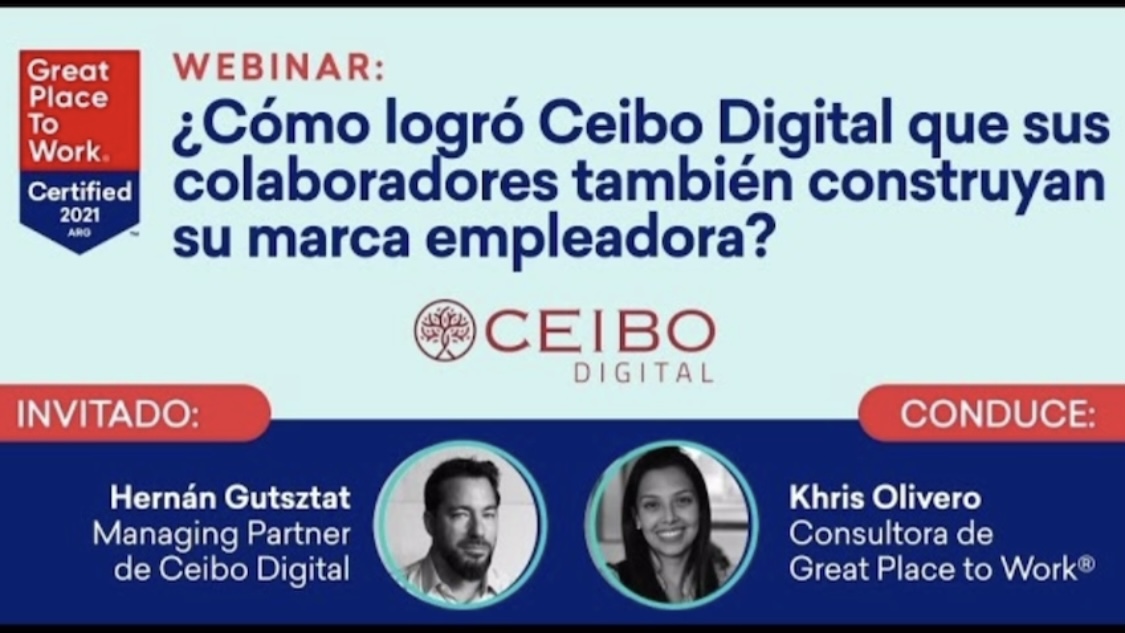 Great
Place
To
Work®
Certified
2021
ARG
™
WEBINAR:
¿Cómo logró Ceibo Digital que sus
colaboradores también construyan
su marca empleadora?
CEIBO
DIGITAL
INVITADO:
CONDUCE:
Hernán Gutsztat
Managing Partner
de Ceibo Digital
Khris Olivero
Consultora de
Great Place to Work®